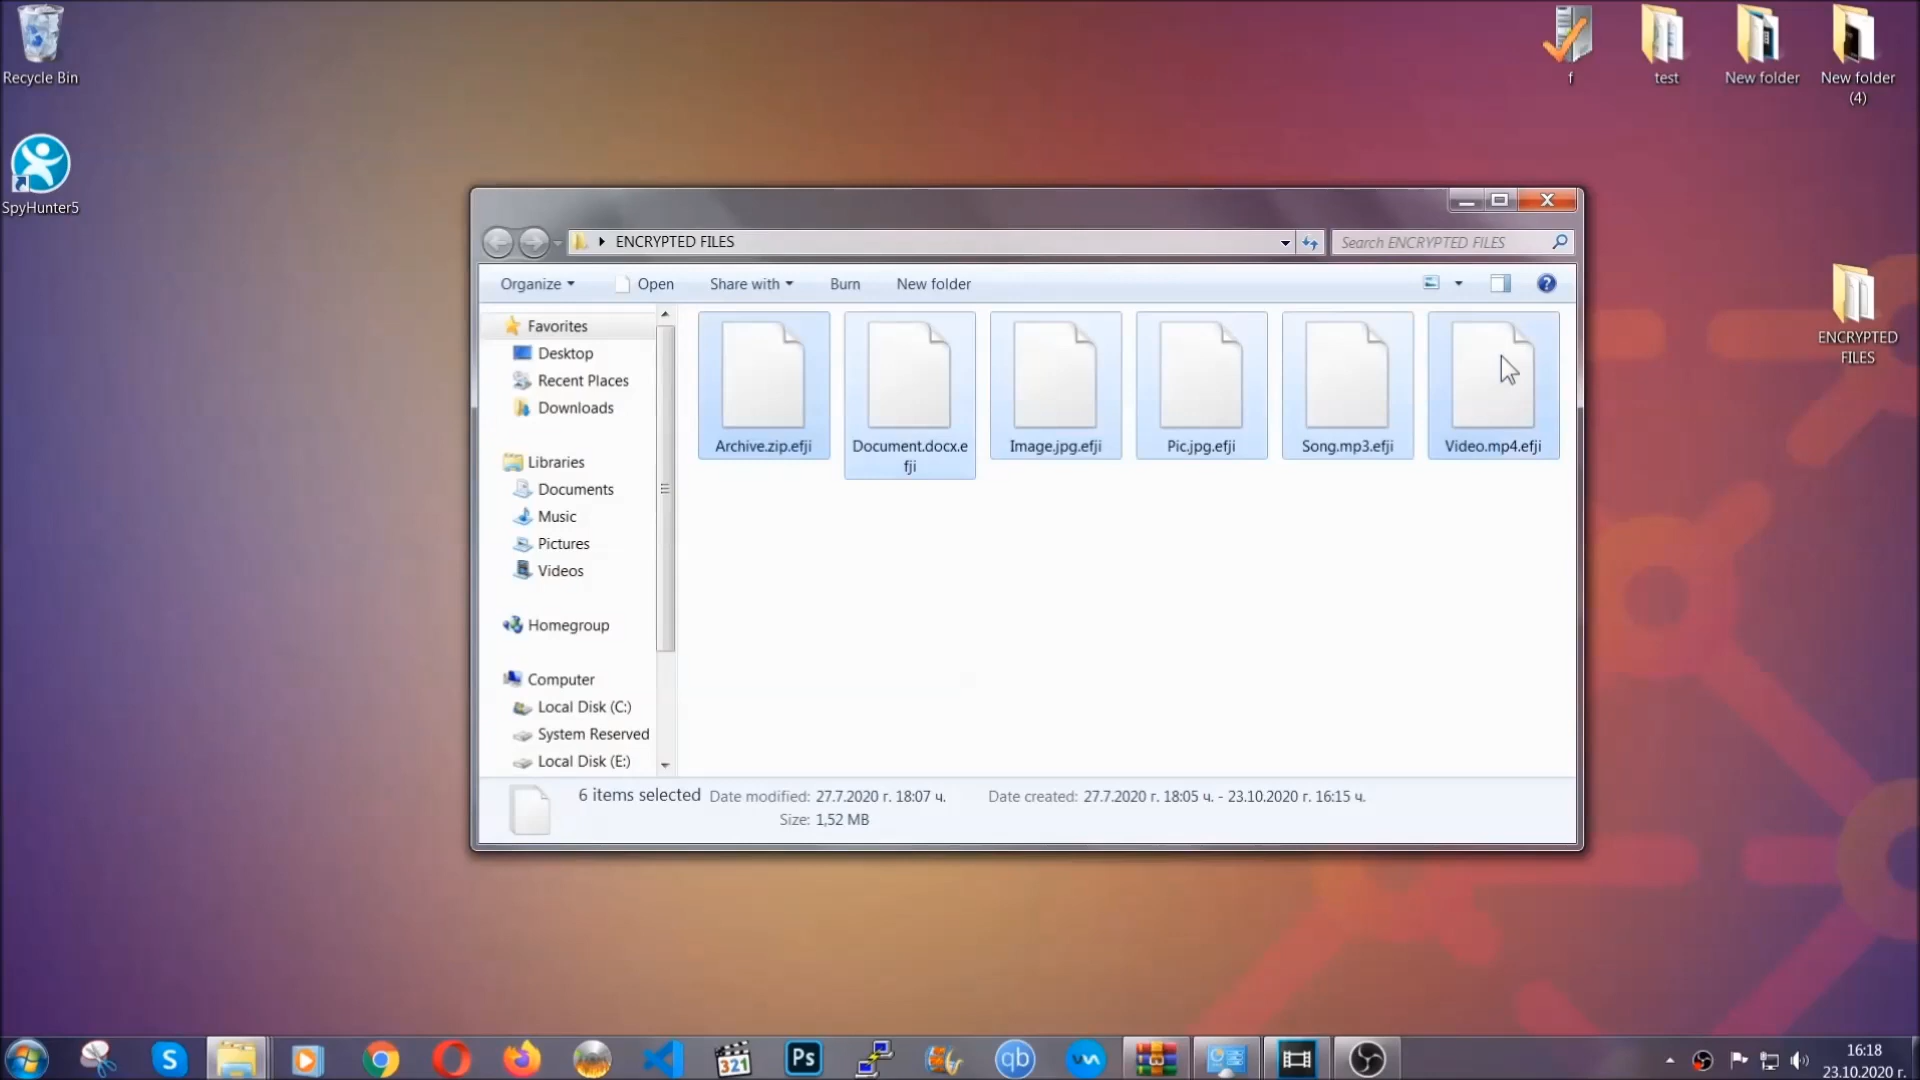 Recycle Bin
SpyHunter5
f
test
New folder
New folder
(4)
ENCRYPTED
FILES
ENCRYPTED FILES
Search ENCRYPTED FILES
Organize
Open
Share with
Burn
New folder
Favorites
Desktop
Recent Places
Downloads
Libraries
Documents
Music
Pictures
Videos
Homegroup
Computer
Local Disk (C:)
System Reserved
Local Disk (E:)
Archive.zip.efji
Document.docx.e
fji
Image.jpg.efji
Pic.jpg.efji
Song.mp3.efji
Video.mp4.efji
6 items selected Date modified: 27.7.2020 г. 18:07 ч. Date created: 27.7.2020 г. 18:05 ч. - 23.10.2020 г. 16:15 ч.
Size: 1,52 MB
S
321
Ps
qb
16:18
23.10.2020 г.